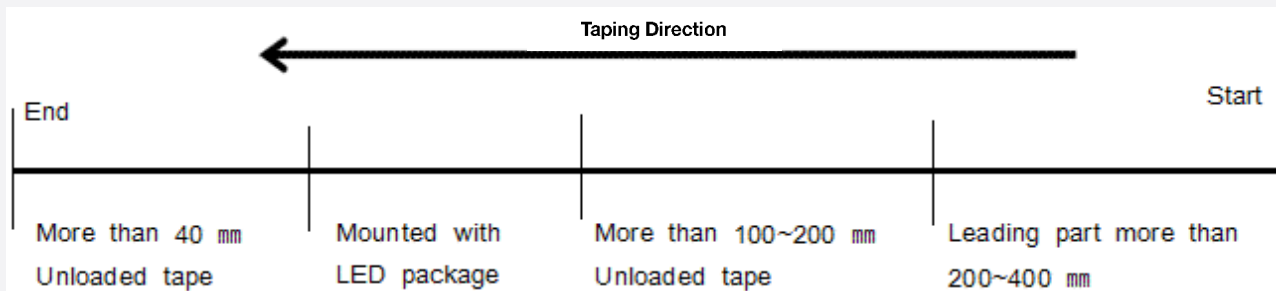 Taping Direction
End
Start
More than 40 ㎜
Unloaded tape
Mounted with
LED package
More than 100~200 ㎜
Unloaded tape
Leading part more than
200~400 ㎜